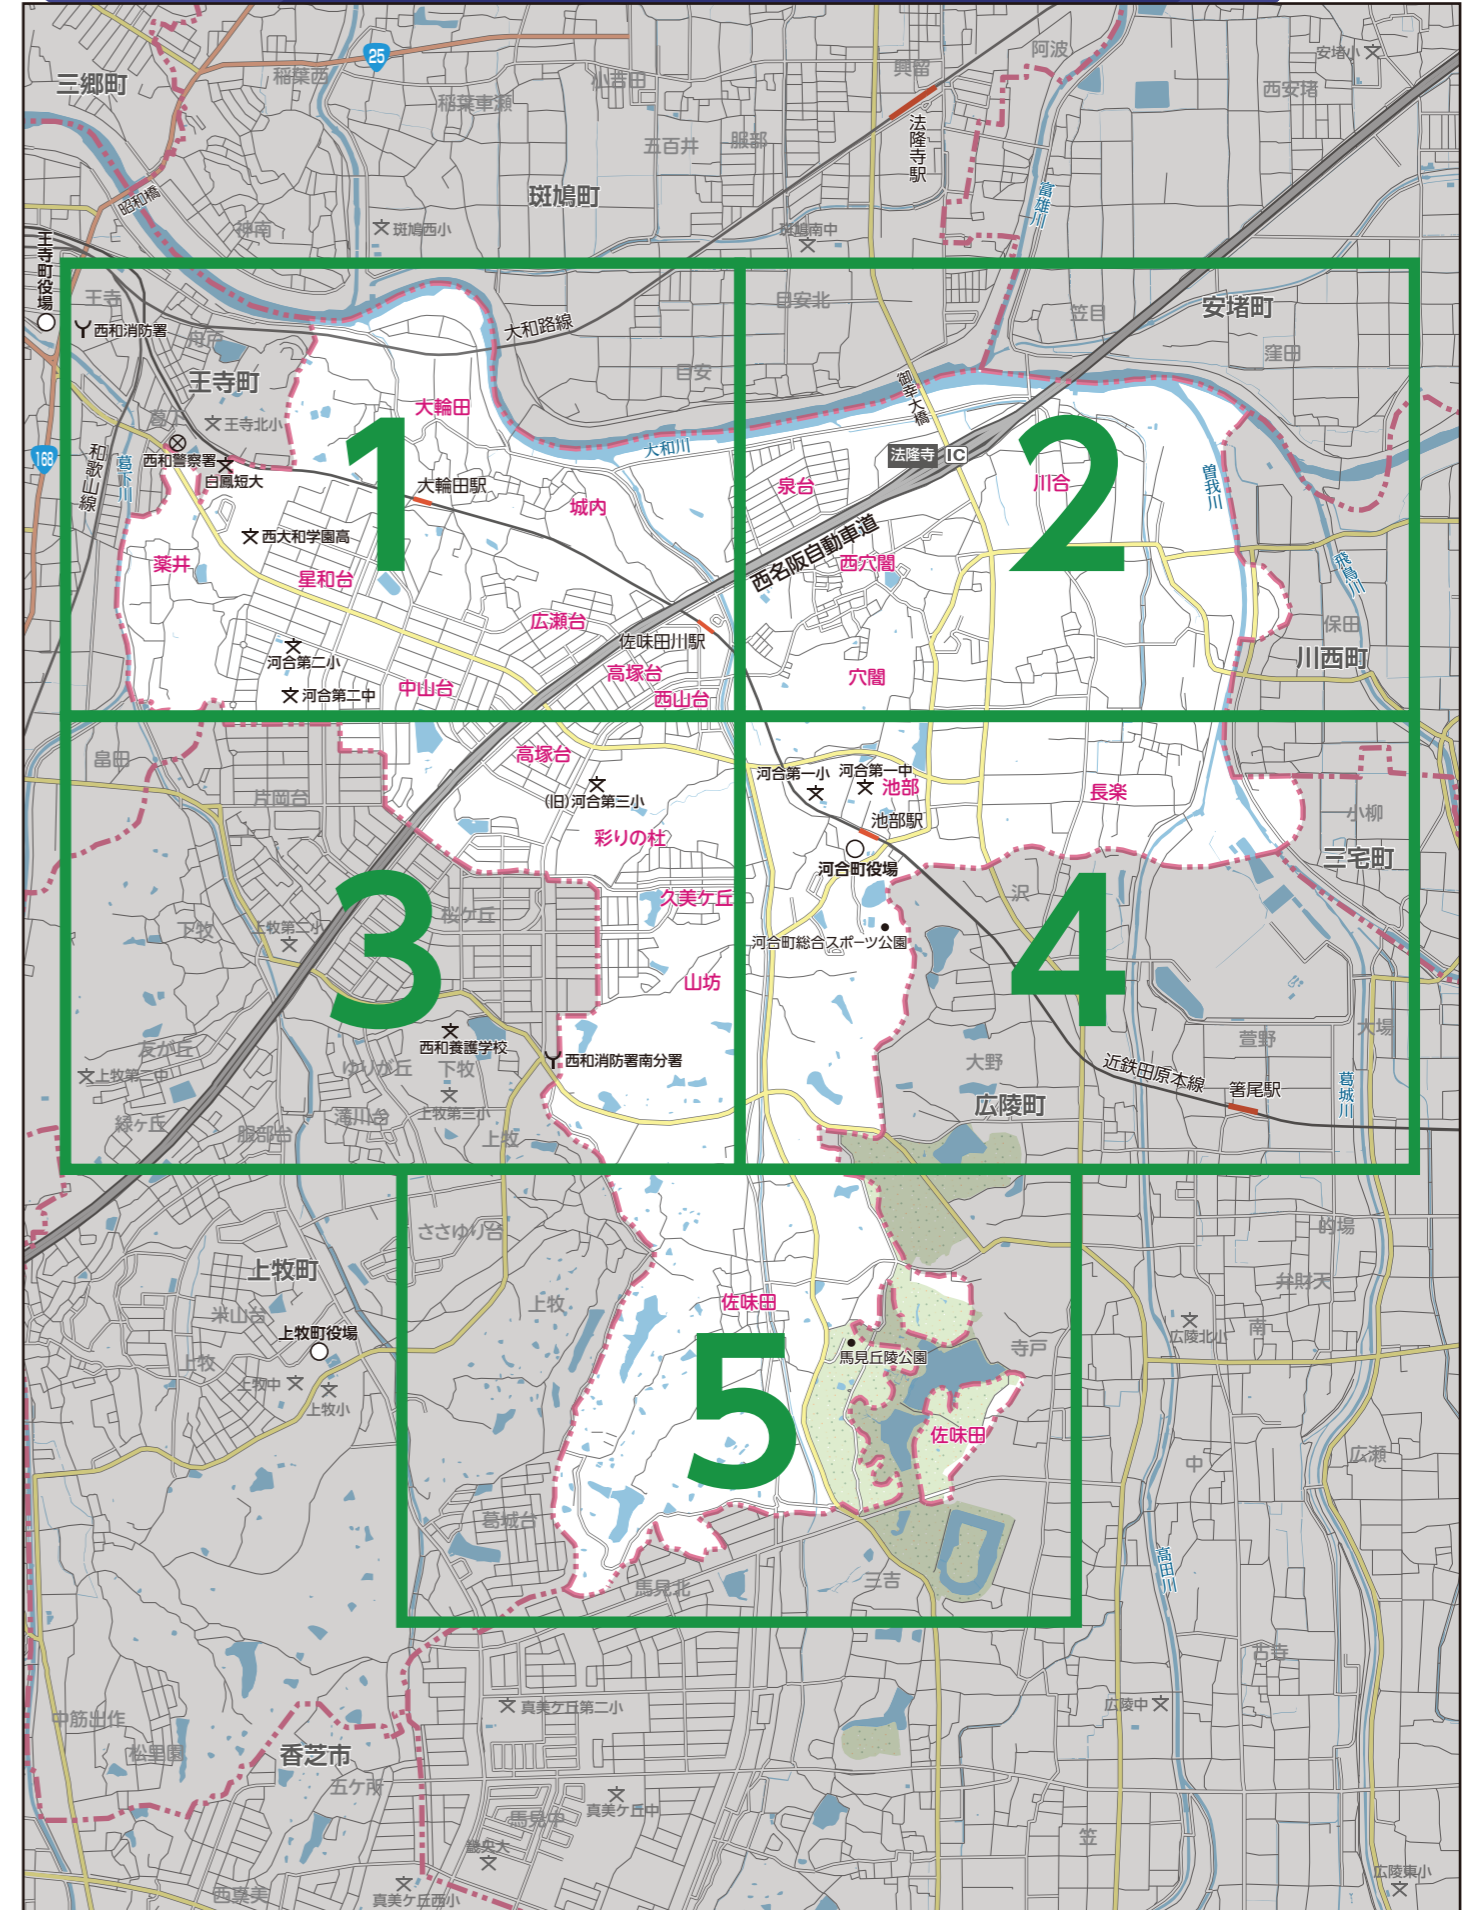 25
三郷町
稲葉西
稲葉車瀬
小吉田
興留
阿波
安堵小
西安堵
五百井
服部
法隆寺駅
斑鳩町
昭和橋
神南
斑鳩西小
斑鳩南中
富雄川
王寺町役場
王寺
西和消防署
舟戸
大和路線
目安北
笠目
安堵町
窪田
王寺町
目安
御幸大橋
大輪田
王寺北小
1
2
168
和歌山線
葛下川
西和警察署
白鳳短大
大和川
法隆寺 IC
大輪田駅
泉台
川合
曽我川
城内
西名阪自動車道
西大和学園高
薬井
星和台
西穴闇
飛鳥川
広瀬台
保田
佐味田川駅
川西町
河合第二小
高塚台
穴闇
河合第二中
中山台
西山台
畠田
高塚台
河合第一小
河合第一中
片岡台
(旧)河合第三小
池部
長楽
小柳
池部駅
彩りの杜
三宅町
河合町役場
3
4
久美ケ丘
沢
桜ケ丘
下牧
上牧第二小
河合町総合スポーツ公園
山坊
友が丘
西和養護学校
萱野
大場
上牧第二中
ゆりが丘
下牧
西和消防署南分署
大野
近鉄田原本線
箸尾駅
葛城川
緑ヶ丘
服部台
滝川台
上牧第三小
上牧
広陵町
ささゆり台
的場
上牧町
弁財天
米山台
上牧
佐味田
上牧町役場
5
広陵北小
南
上牧
馬見丘陵公園
寺戸
上牧中
上牧小
佐味田
中
広瀬
葛城台
馬見北
三吉
高田川
古寺
中筋出作
真美ケ丘第二小
広陵中
松里園
香芝市
五ケ所
馬見中
真美ケ丘中
笠
畿央大
西真美
真美ケ丘西小
広陵東小